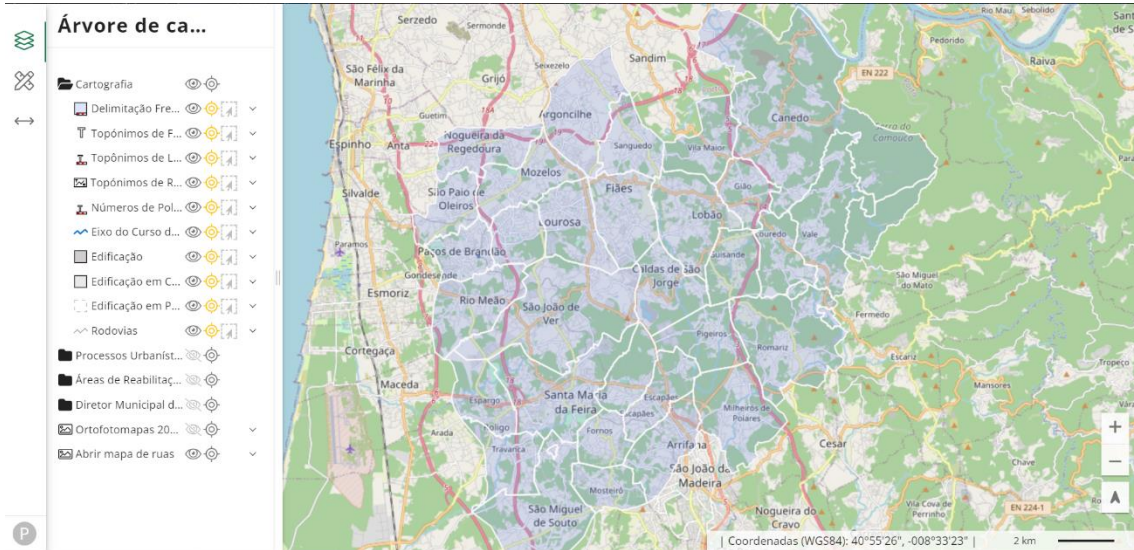 Árvore de ca...
Cartografia
Delimitação Fre...
Topónimos de F...
Topônimos de L...
Topónimos de R...
Números de Pol...
Eixo do Curso d...
Edificação
Edificação em C...
Edificação em P...
Rodovias
Processos Urbaníst...
Áreas de Reabilitaç...
Diretor Municipal d...
Ortofotomapas 20...
Abrir mapa de ruas
P
Serzedo
Sermonde
Sandim
Rio Mau
Sebolido
Pedorido
Raiva
São Félix da
Marinha
Grijó
Seixezelo
EN 222
Canedo
Guetim
Argoncilhe
Espinho
Anta
Nogueira da
Regedoura
Sanguedo
Vila Maior
Mozelos
Fiães
Gião
Silvalde
São Paio de
Oleiros
Lourosa
Lobão
Paramos
Louredo
Vale
Paços de Brandão
Guisande
Gondesende
Caldas de São
Jorge
São Miguel
do Mato
Esmoriz
Rio Meão
São João de
Ver
Fermedo
Pigeiros
Romariz
Cortegaça
Escariz
Tropeço
Maceda
Espargo
Santa Maria
da Feira
Escapães
Mansores
Milheirós de
Poiares
Arada
Fornos
Travanca
Arrifana
Cesar
São João da
Madeira
Chave
Mosteirô
São Miguel
de Souto
Nogueira do
Cravo
Vila Cova de
Perrinho
EN 224-1
| Coordenadas (WGS84): 40°55'26", -008°33'23" |
2 km